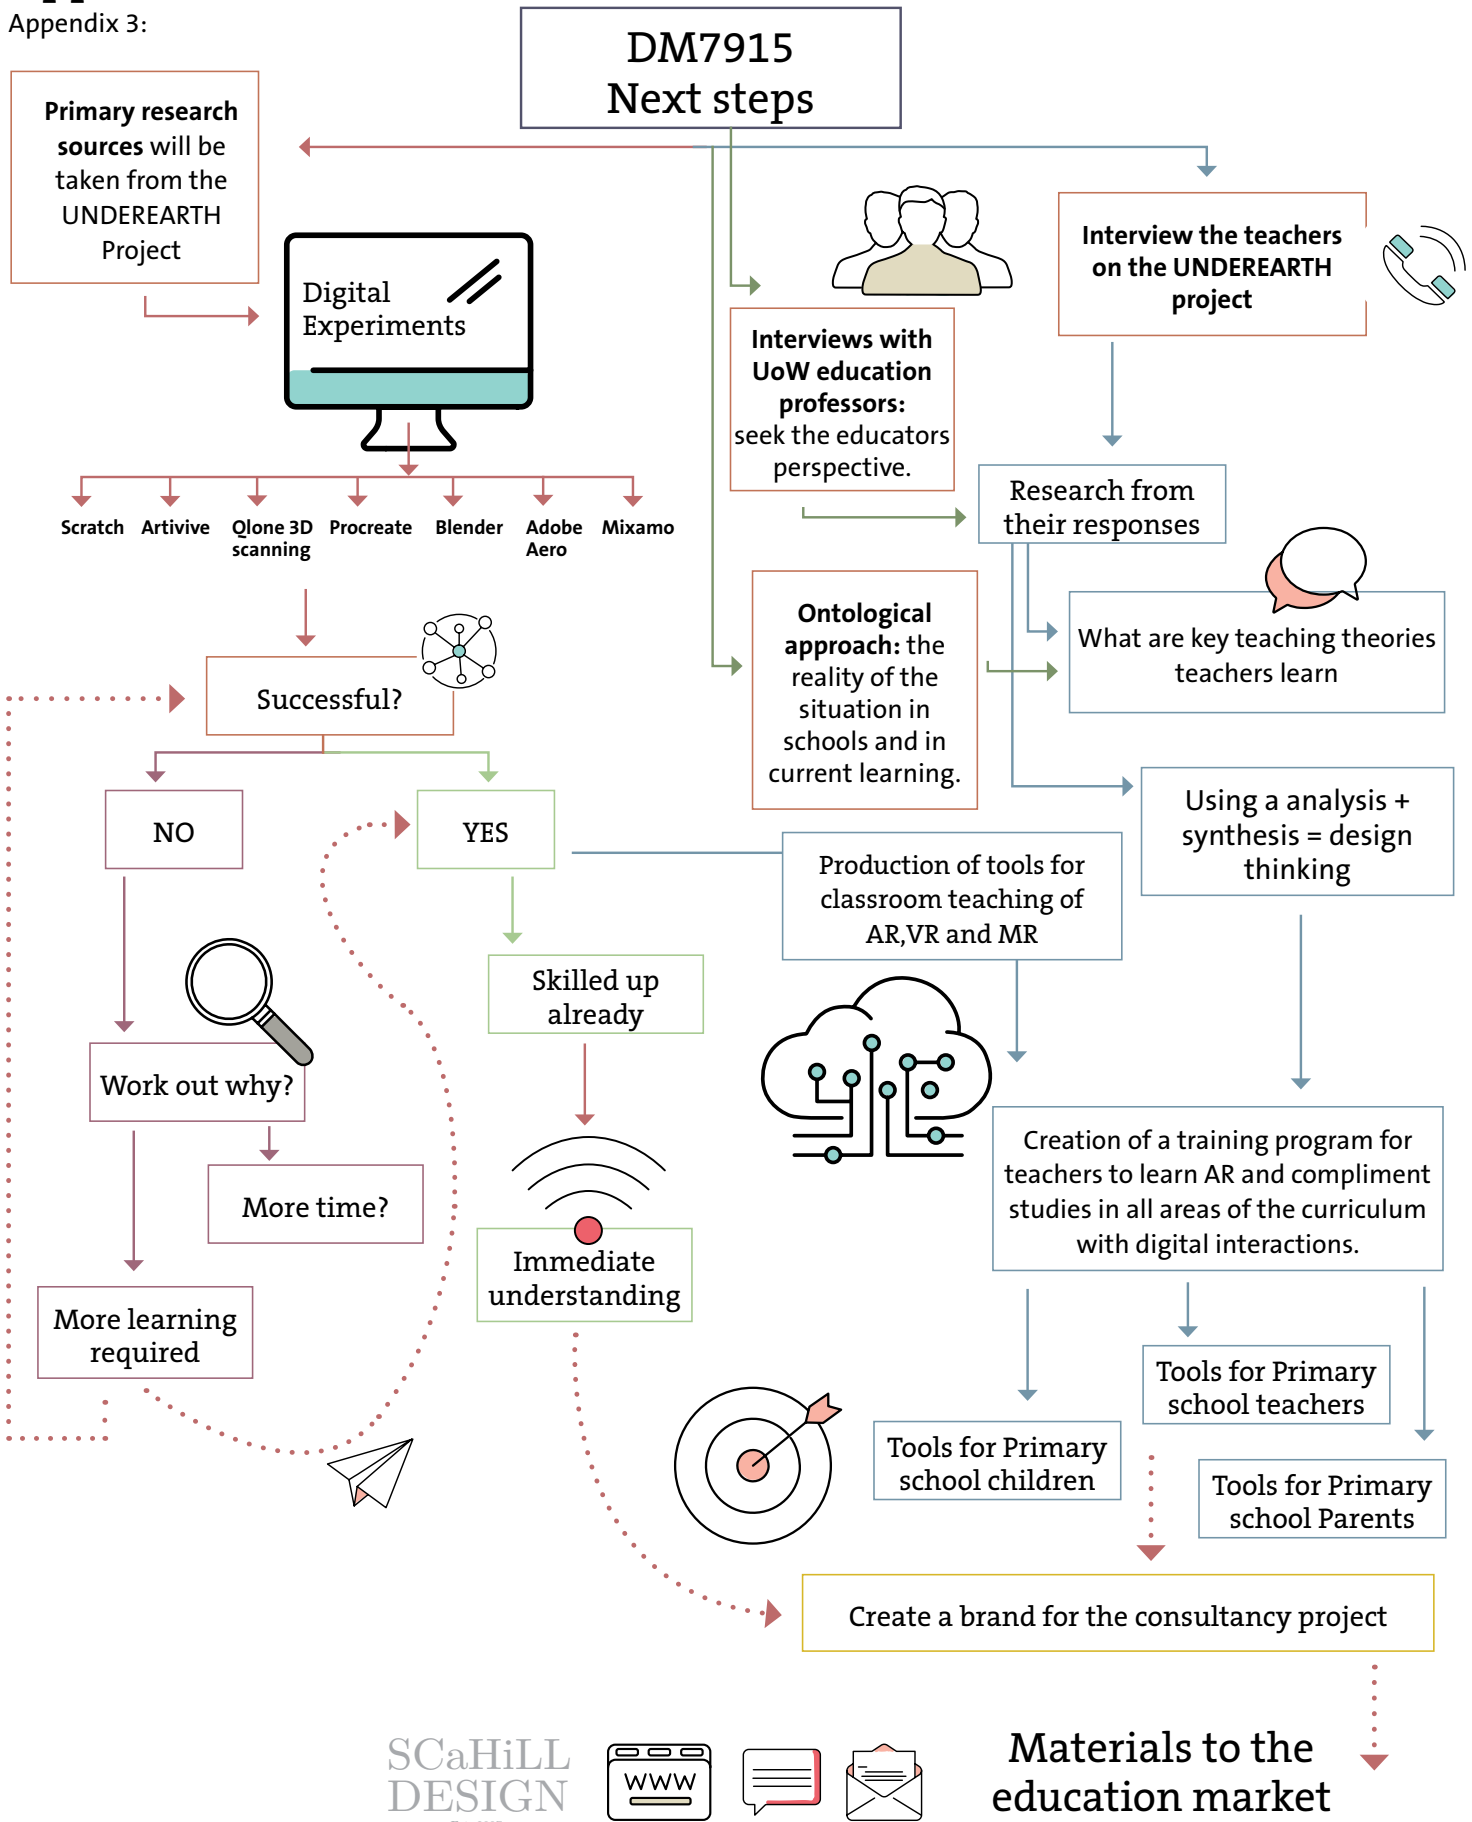 Appendix 3:
DM7915
Next steps
Primary research
sources will be
taken from the
UNDEREARTH
Project
Digital
Experiments
Interview the teachers
on the UNDEREARTH
project
Interviews with
UoW education
professors:
seek the educators
perspective.
Research from
their responses
Scratch
Artivive
Qlone 3D
scanning
Procreate
Blender
Adobe
Aero
Mixamo
Ontological
approach: the
reality of the
situation in
schools and in
current learning.
What are key teaching theories
teachers learn
Successful?
NO
YES
Using a analysis +
synthesis = design
thinking
Production of tools for
classroom teaching of
AR,VR and MR
Skilled up
already
Work out why?
More time?
More learning
required
Immediate
understanding
Creation of a training program for
teachers to learn AR and compliment
studies in all areas of the curriculum
with digital interactions.
Tools for Primary
school teachers
Tools for Primary
school children
Tools for Primary
school Parents
Create a brand for the consultancy project
SCaHiLL
DESIGN
WWW
Materials to the
education market